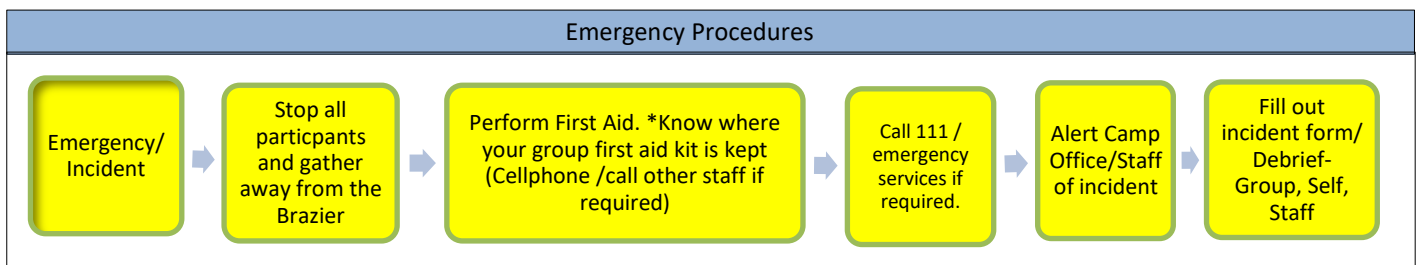 Emergency Procedures
Emergency/
Incident
Stop all
particpants
and gather
away from the
Brazier
Perform First Aid. *Know where
your group first aid kit is kept
(Cellphone /call other staff if
required)
Call 111 /
emergency
services if
required.
Alert Camp
Office/Staff
of incident
Fill out
incident form/
Debrief-
Group, Self,
Staff